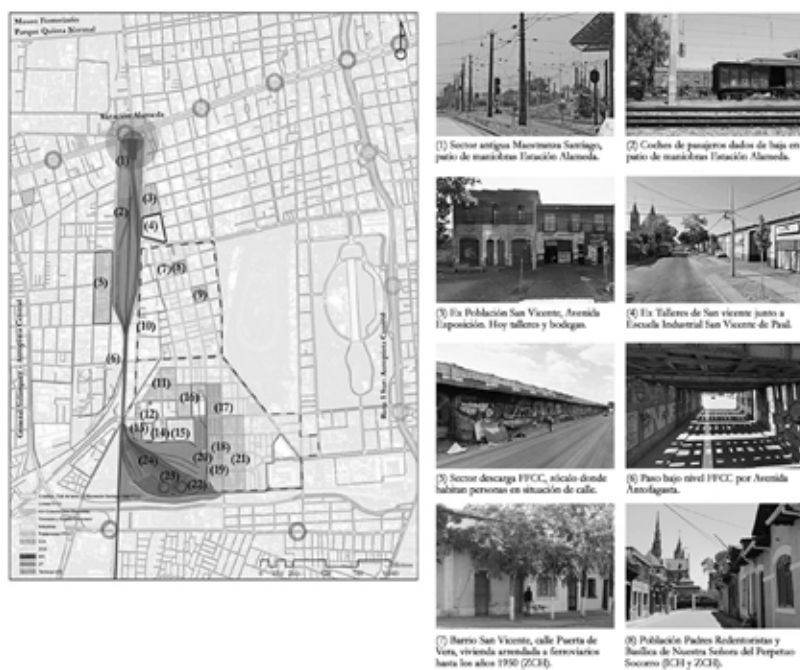 Museo Ferroviario
Parque Quinta Normal
Estación Alameda
(1)
(2)
(3)
(4)
(5)
(7)
(8)
(9)
(10)
(6)
(11)
(16)
(17)
(12)
(13)
(14)
(15)
(18)
(20)
(21)
(24)
(19)
(22)
(1) Sector antigua Maestranza Santiago,
patio de maniobras Estación Alameda.
(2) Coches de pasajeros dados de baja en
patio de maniobras Estación Alameda.
(3) Ex Población San Vicente, Avenida
Exposición. Hoy talleres y bodegas.
(4) Ex Talleres de San vicente junto a
Escuela Industrial San Vicente de Paul.
(5) Sector descarga FFCC, zócalo donde
habitan personas en situación de calle.
(6) Paso bajo nivel FFCC por Avenida
Antofagasta.
(7) Barrio San Vicente, calle Puerta de
Vera, vivienda arrendada a ferroviarios
hasta los años 1950 (ZCH).
(8) Población Padres Redentoristas y
Basílica de Nuestra Señora del Perpetuo
Socorro (ICH y ZCH).